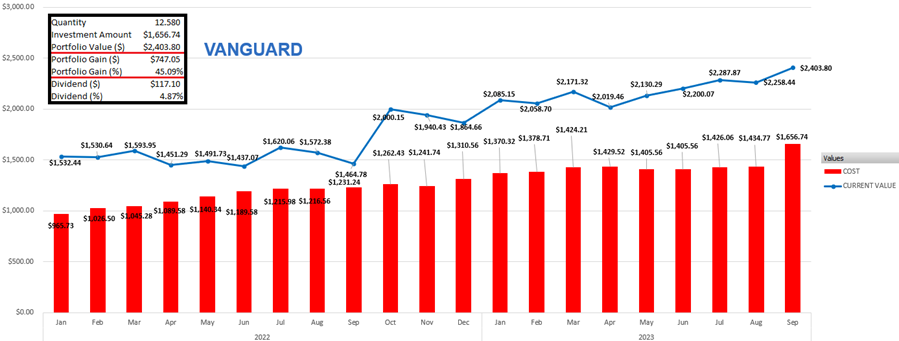 $3,000.00
$2,500.00
$2,000.00
$1,500.00
$1,000.00
$500.00
$0.00
Quantity 12.580
Investment Amount $1,656.74
Portfolio Value ($) $2,403.80
Portfolio Gain ($) $747.05
Portfolio Gain (%) 45.09%
Dividend ($) $117.10
Dividend (%) 4.87%
VANGUARD
$1,532.44 $1,530.64 $1,593.95 $1,451.29 $1,491.73 $1,437.07 $1,620.06 $1,572.38 $1,464.78 $2,000.15 $1,940.43 $1,864.66 $2,085.15 $2,058.70 $2,171.32 $2,019.46 $2,130.29 $2,200.07 $2,287.87 $2,258.44 $2,403.80
$965.73 $1,026.50 $1,045.28 $1,089.58 $1,140.34 $1,189.58 $1,215.98 $1,216.56 $1,231.24 $1,262.43 $1,241.74 $1,310.56 $1,370.32 $1,378.71 $1,424.21 $1,429.52 $1,405.56 $1,405.56 $1,426.06 $1,434.77 $1,656.74
Jan Feb Mar Apr May Jun Jul Aug Sep Oct Nov Dec Jan Feb Mar Apr May Jun Jul Aug Sep
2022 2023
Values
COST
CURRENT VALUE